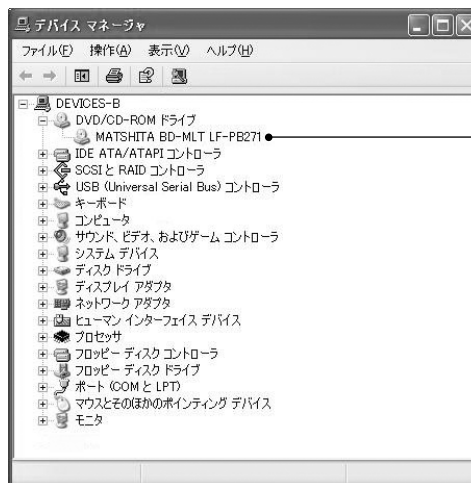 デバイス マネージャ
ファイル(F) 操作(A) 表示(V) ヘルプ(H)
DEVICES-B
DVD/CD-ROM ドライブ
MATSHITA BD-MLT LF-PB271
IDE ATA/ATAPI コントローラ
SCSI と RAID コントローラ
USB (Universal Serial Bus) コントローラ
キーボード
コンピュータ
サウンド、ビデオ、およびゲーム コントローラ
システム デバイス
ディスク ドライブ
ディスプレイ アダプタ
ネットワーク アダプタ
ヒューマン インターフェイス デバイス
プロセッサ
フロッピー ディスク コントローラ
フロッピー ディスク ドライブ
ポート (COM と LPT)
マウスとそのほかのポインティング デバイス
モニタ